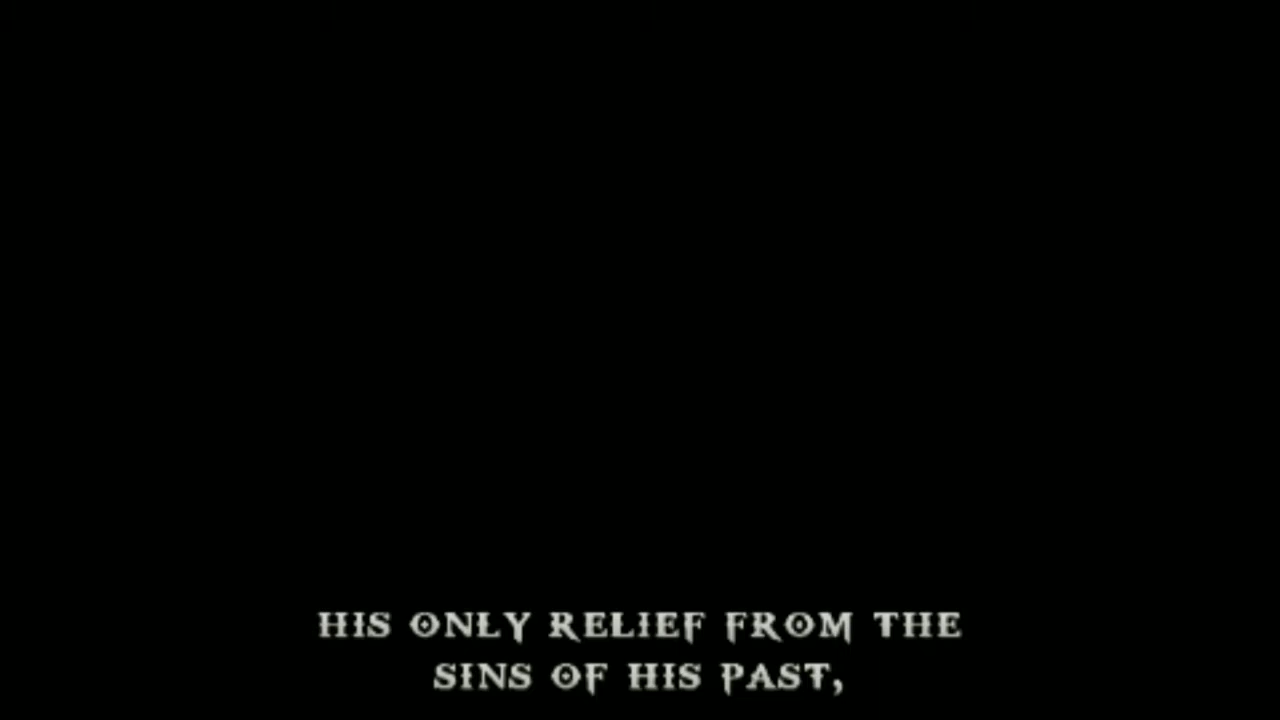 HIS ONLY RELIEF FROM THE
SINS OF HIS PAST,